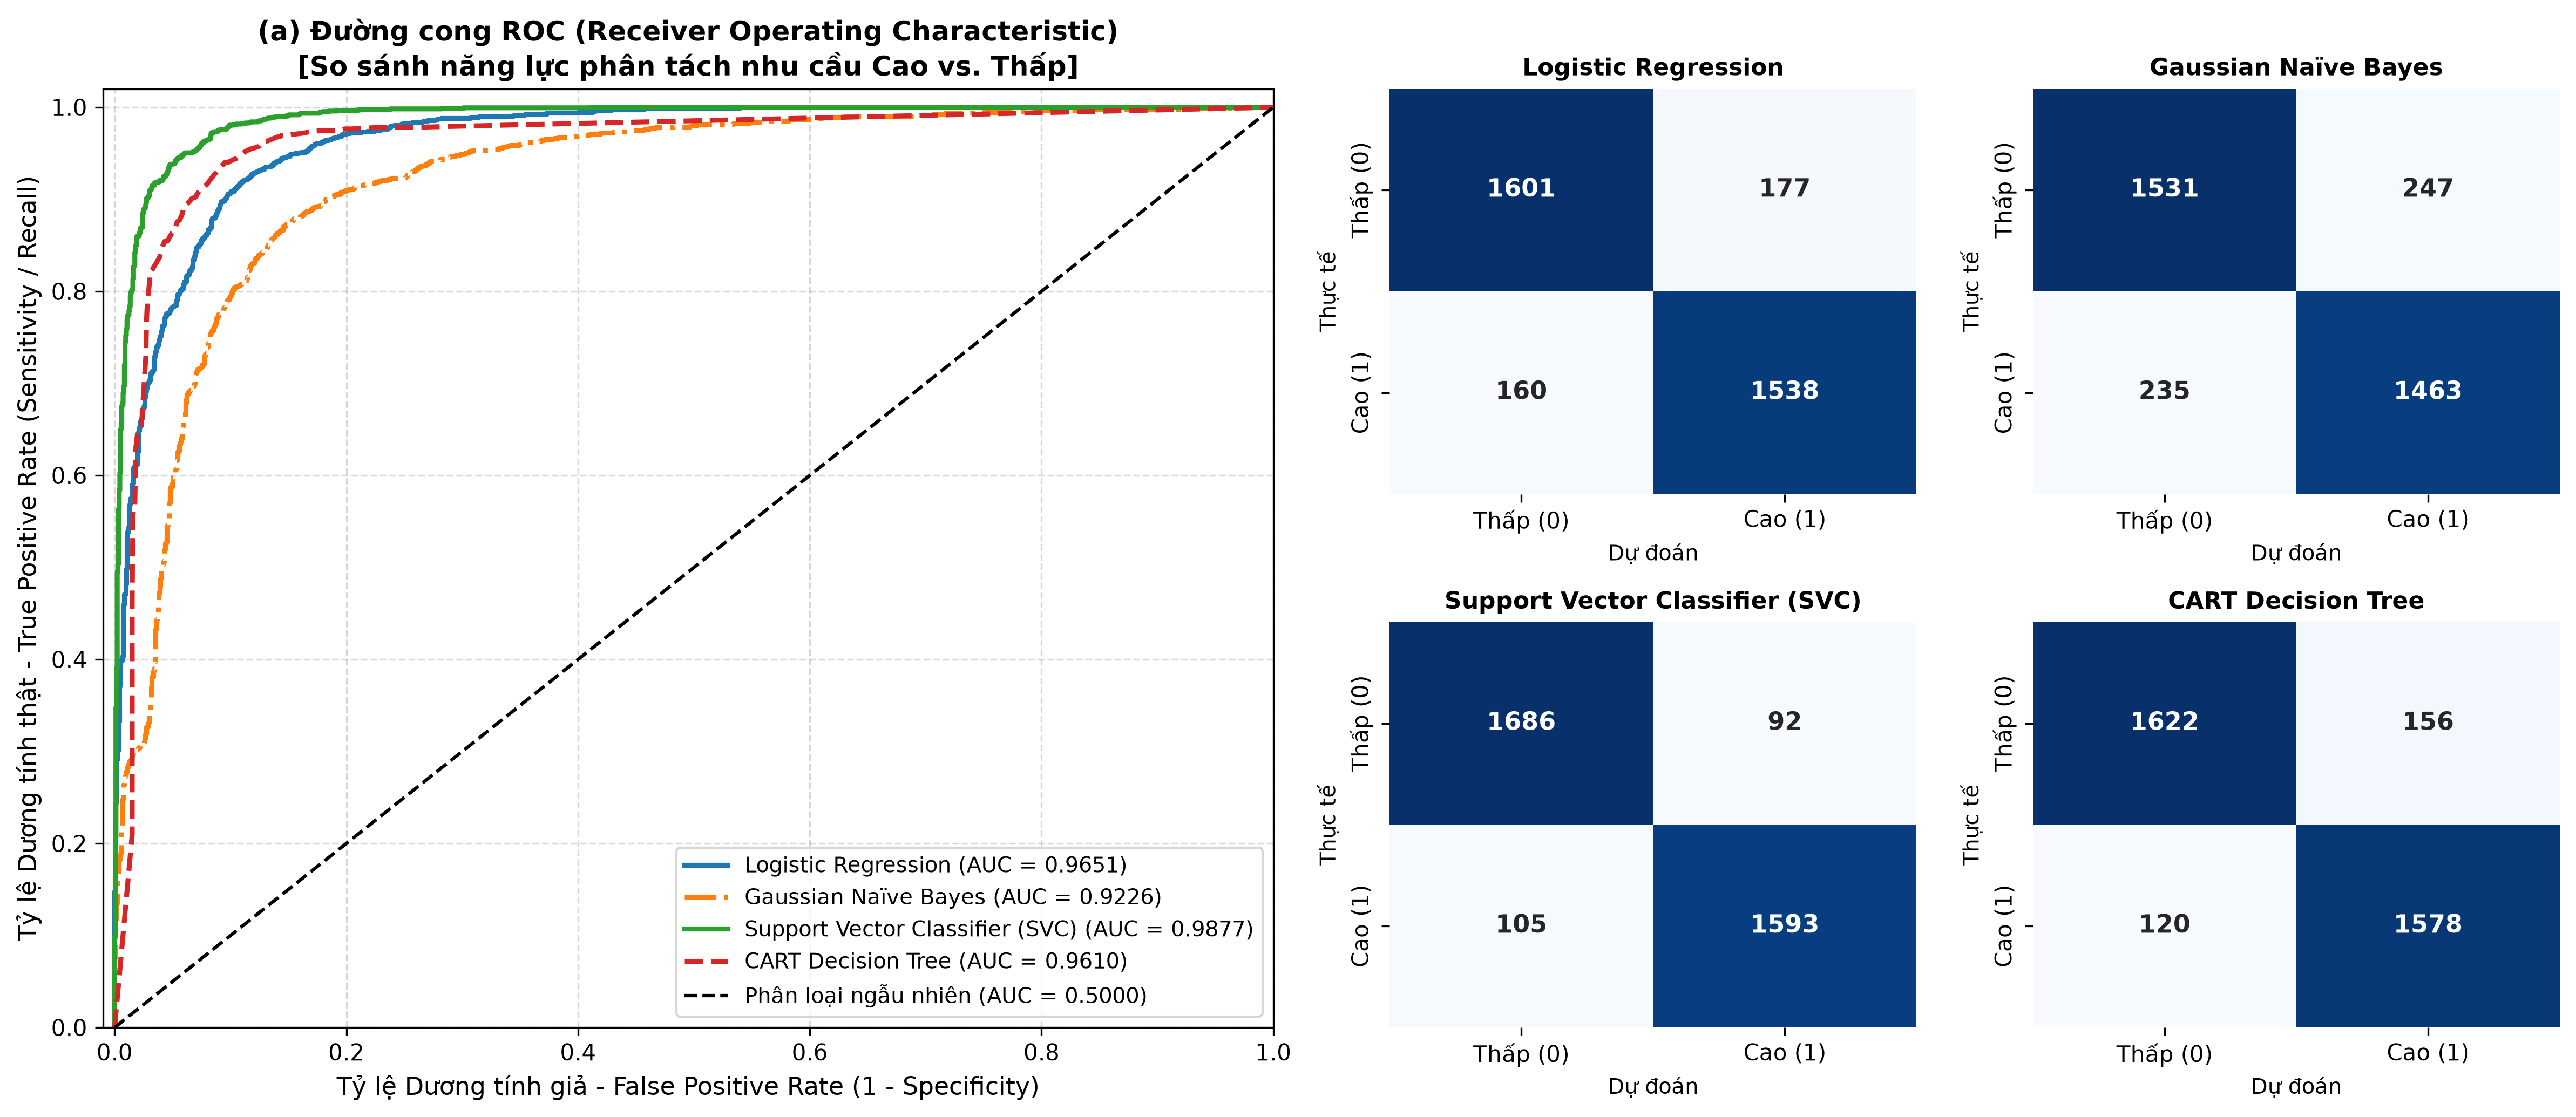 (a) Đường cong ROC (Receiver Operating Characteristic)
[So sánh năng lực phân tách nhu cầu Cao vs. Thấp]
Tỷ lệ Dương tính thật - True Positive Rate (Sensitivity / Recall)
1.0
0.8
0.6
0.4
0.2
0.0
0.0 0.2 0.4 0.6 0.8 1.0
Tỷ lệ Dương tính giả - False Positive Rate (1 - Specificity)
Logistic Regression (AUC = 0.9651)
Gaussian Naïve Bayes (AUC = 0.9226)
Support Vector Classifier (SVC) (AUC = 0.9877)
CART Decision Tree (AUC = 0.9610)
Phân loại ngẫu nhiên (AUC = 0.5000)
Logistic Regression
Thực tế
Thấp (0)
1601 177
Cao (1)
160 1538
Thấp (0) Cao (1)
Dự đoán
Gaussian Naïve Bayes
Thực tế
Thấp (0)
1531 247
Cao (1)
235 1463
Thấp (0) Cao (1)
Dự đoán
Support Vector Classifier (SVC)
Thực tế
Thấp (0)
1686 92
Cao (1)
105 1593
Thấp (0) Cao (1)
Dự đoán
CART Decision Tree
Thực tế
Thấp (0)
1622 156
Cao (1)
120 1578
Thấp (0) Cao (1)
Dự đoán